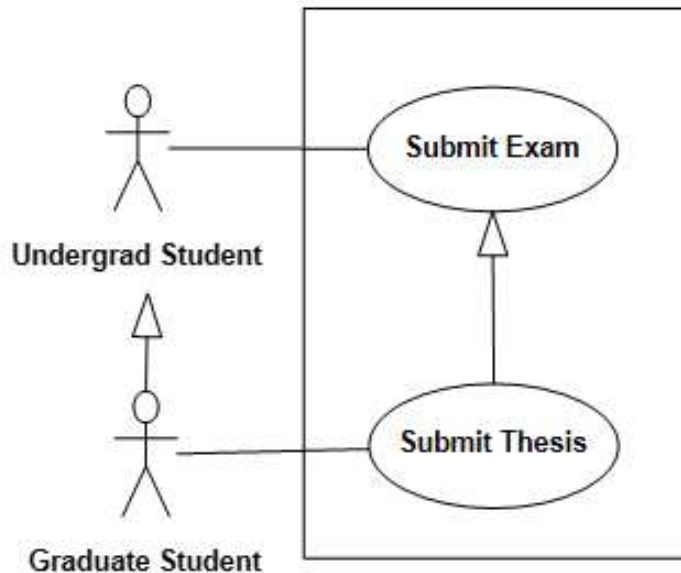 Submit Exam
Undergrad Student
Submit Thesis
Graduate Student